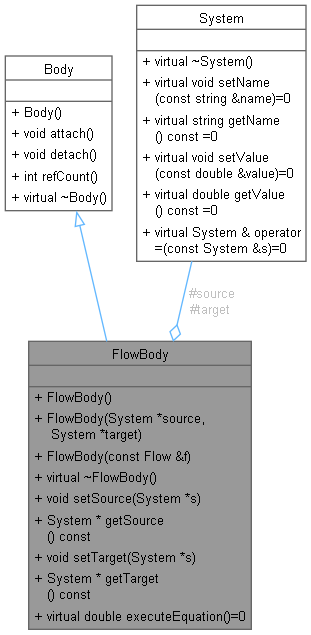 System
+ virtual ~System()
+ virtual void setName
(const string &name)=0
+ virtual string getName
() const =0
+ virtual void setValue
(const double &value)=0
+ virtual double getValue
() const =0
+ virtual System & operator
=(const System &s)=0
Body
+ Body()
+ void attach()
+ void detach()
+ int refCount()
+ virtual ~Body()
#source
#target
FlowBody
+ FlowBody()
+ FlowBody(System *source,
System *target)
+ FlowBody(const Flow &f)
+ virtual ~FlowBody()
+ void setSource(System *s)
+ System * getSource
() const
+ void setTarget(System *s)
+ System * getTarget
() const
+ virtual double executeEquation()=0